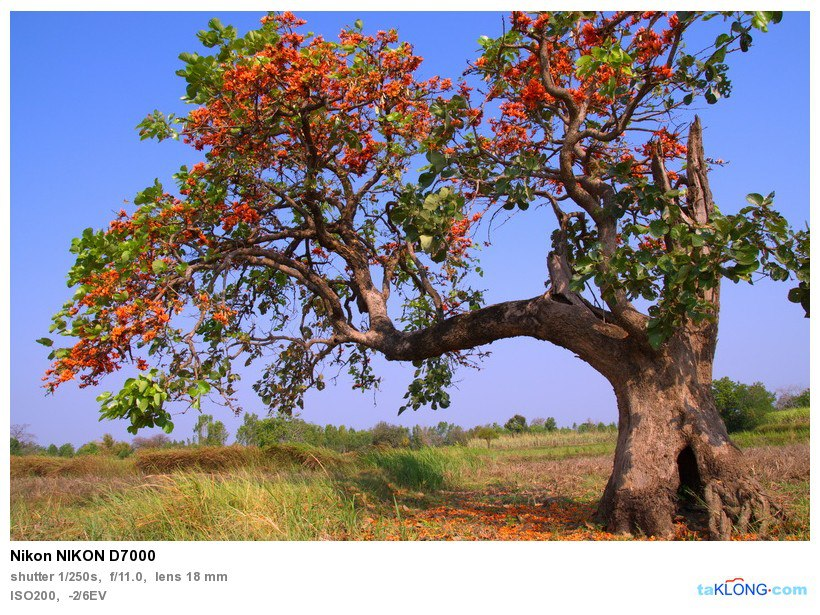 Nikon NIKON D7000
shutter 1/250s, f/11.0, lens 18 mm
ISO200, -2/6EV
taKLONG.com